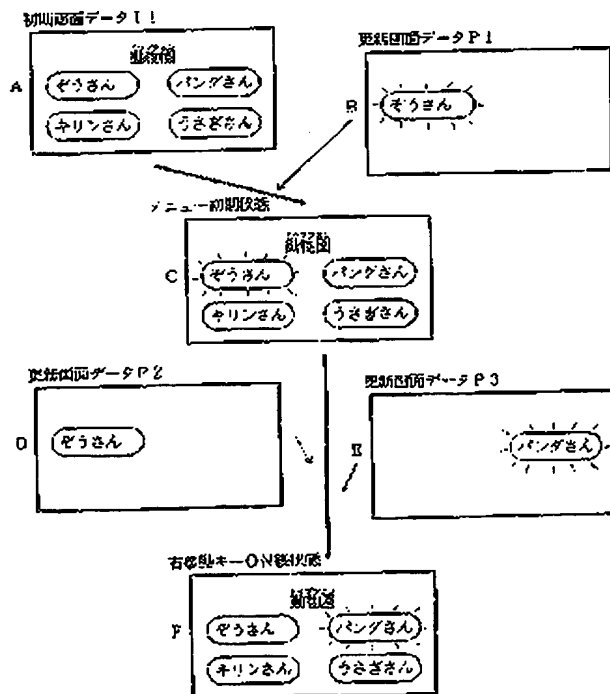 初期画面データI1
更新画面データP1
A
動物園
ぞうさん
パンダさん
キリンさん
うさぎさん
B
ぞうさん
メニュー初期状態
C
動物園
ぞうさん
パンダさん
キリンさん
うさぎさん
更新画面データP2
更新画面データP3
D
ぞうさん
E
パンダさん
右移動キーON後状態
F
動物園
ぞうさん
パンダさん
キリンさん
うさぎさん